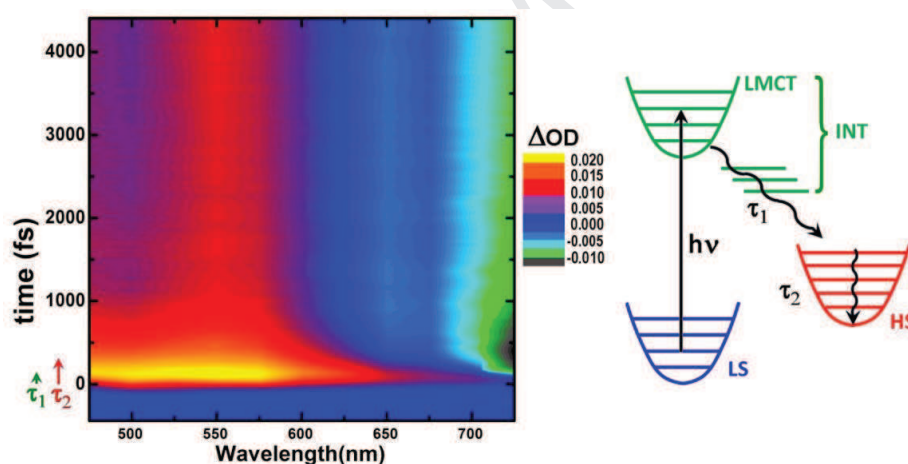 4000
3000
2000
1000
0
time (fs)
τ1 τ2
500 550 600 650 700
Wavelength(nm)
ΔOD
0.020
0.015
0.010
0.005
0.000
-0.005
-0.010
LMCT
INT
τ1
hν
τ2
HS
LS